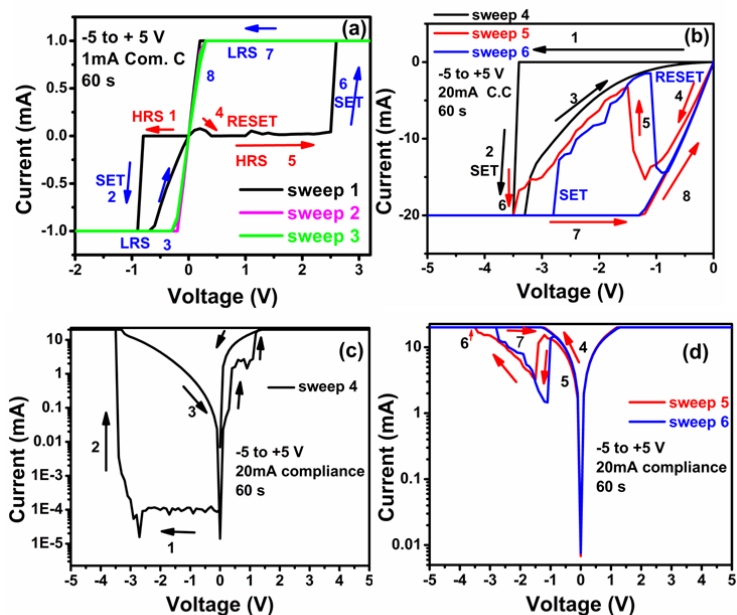 (a)
-5 to + 5 V
1mA Com. C
60 s
LRS 7
8
6
SET
HRS 1
4
RESET
HRS 5
SET
2
LRS 3
sweep 1
sweep 2
sweep 3
1.0
0.5
0.0
-0.5
-1.0
-2 -1 0 1 2 3
Current (mA)
Voltage (V)
sweep 4
sweep 5
sweep 6
(b)
1
-5 to +5 V
20mA C.C
60 s
RESET
3
4
5
2
SET
6
SET
7
8
0
-10
-20
-5 -4 -3 -2 -1 0
Current (mA)
Voltage (V)
(c)
sweep 4
3
2
-5 to +5 V
20mA compliance
60 s
1
10
1
0.1
0.01
1E-3
1E-4
1E-5
-5 -4 -3 -2 -1 0 1 2 3 4 5
Current (mA)
Voltage (V)
(d)
6
7
4
5
sweep 5
sweep 6
-5 to +5 V
20mA compliance
60 s
10
1
0.1
0.01
-5 -4 -3 -2 -1 0 1 2 3 4 5
Current (mA)
Voltage (V)